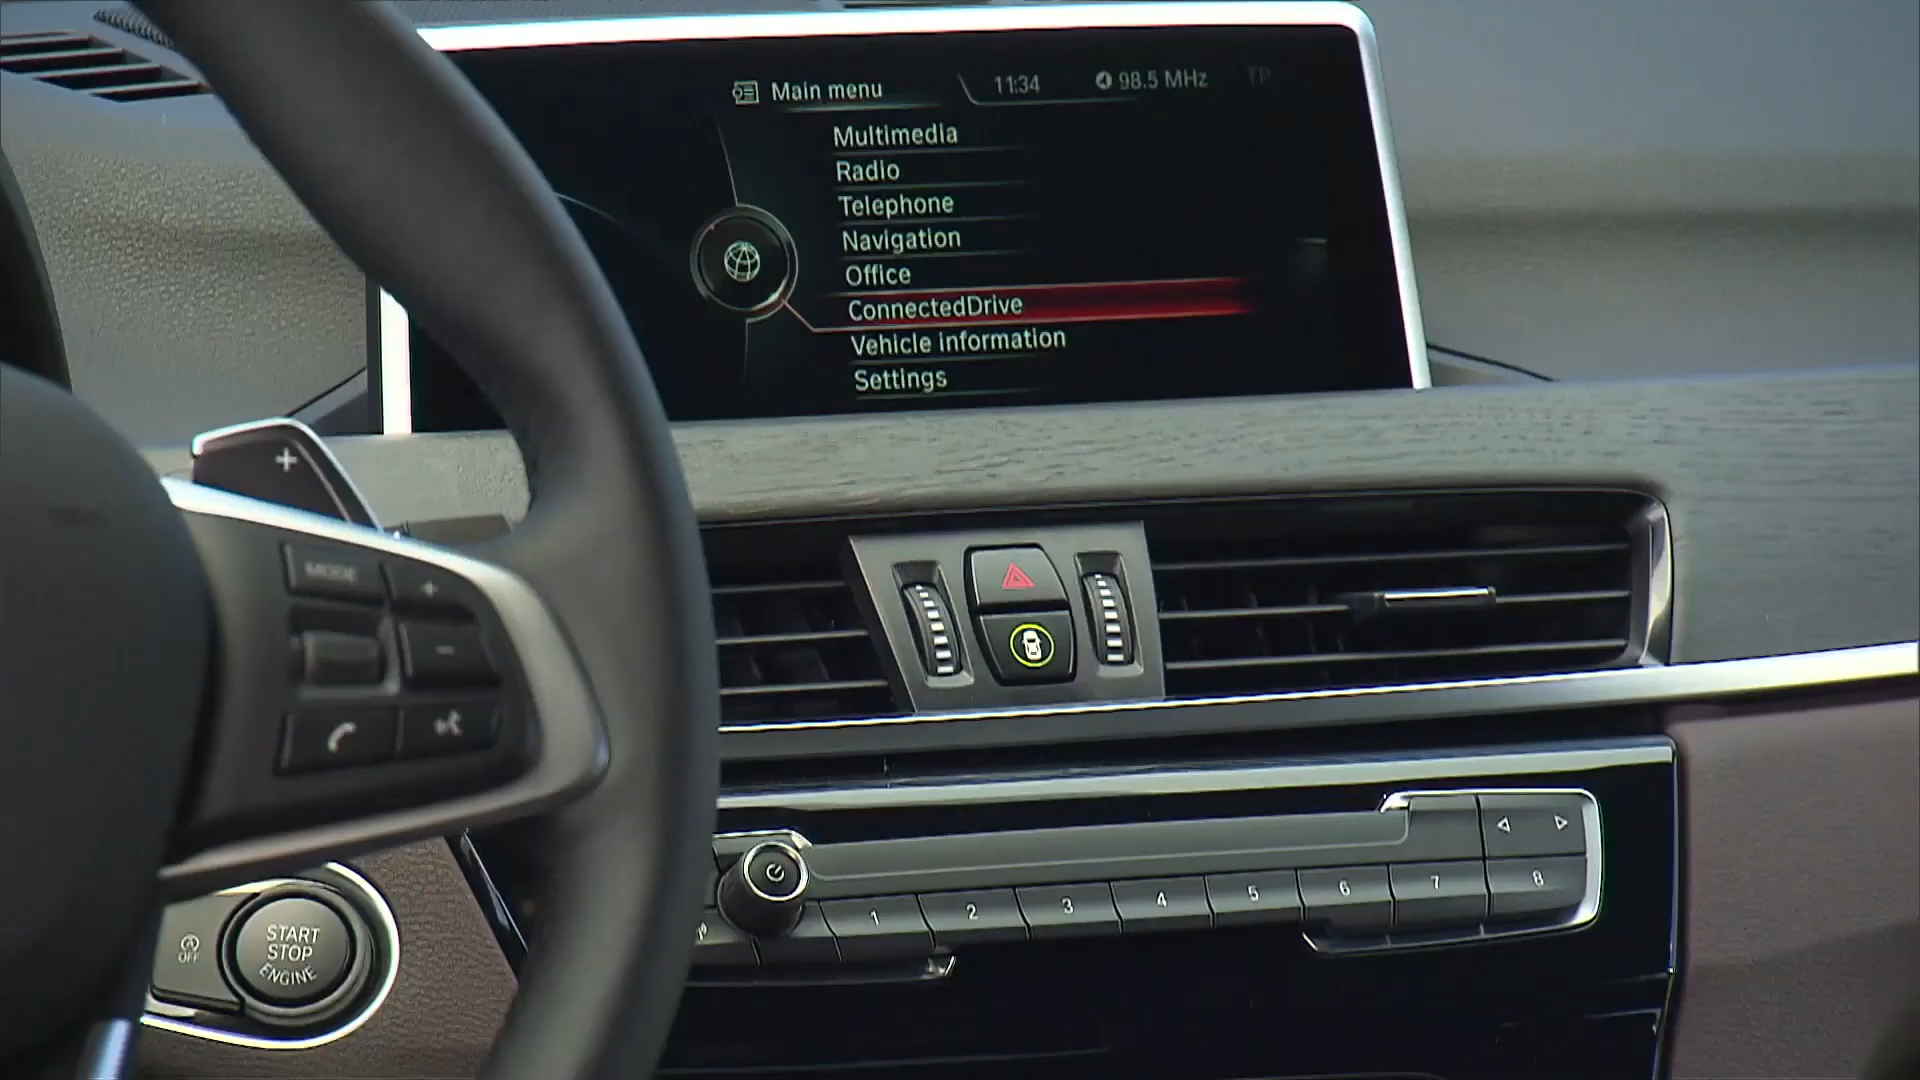 Main menu
11:34
98.5 MHz
TP
Multimedia
Radio
Telephone
Navigation
Office
ConnectedDrive
Vehicle information
Settings
+
MODE
+
-
START
STOP
ENGINE
OFF
1
2
3
4
5
6
7
8